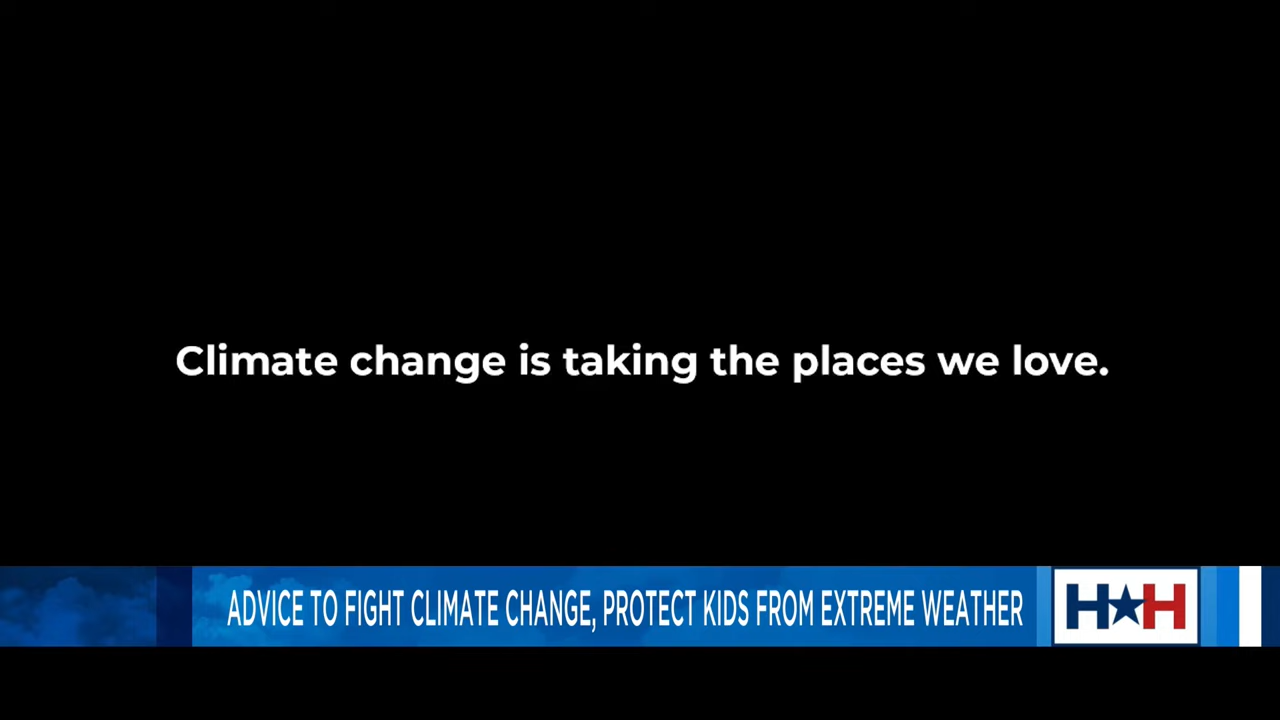 Climate change is taking the places we love.
ADVICE TO FIGHT CLIMATE CHANGE, PROTECT KIDS FROM EXTREME WEATHER
H★H